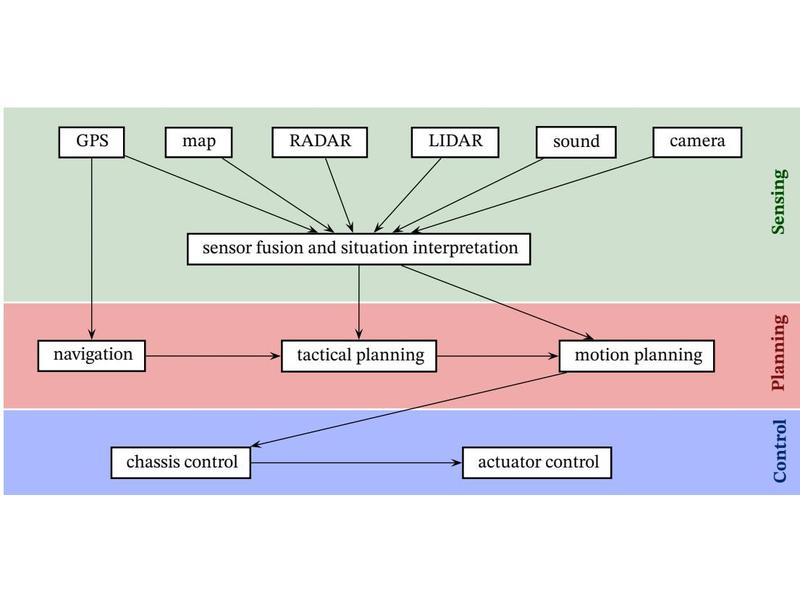 GPS
map
RADAR
LIDAR
sound
camera
Sensing
sensor fusion and situation interpretation
navigation
tactical planning
motion planning
Planning
chassis control
actuator control
Control